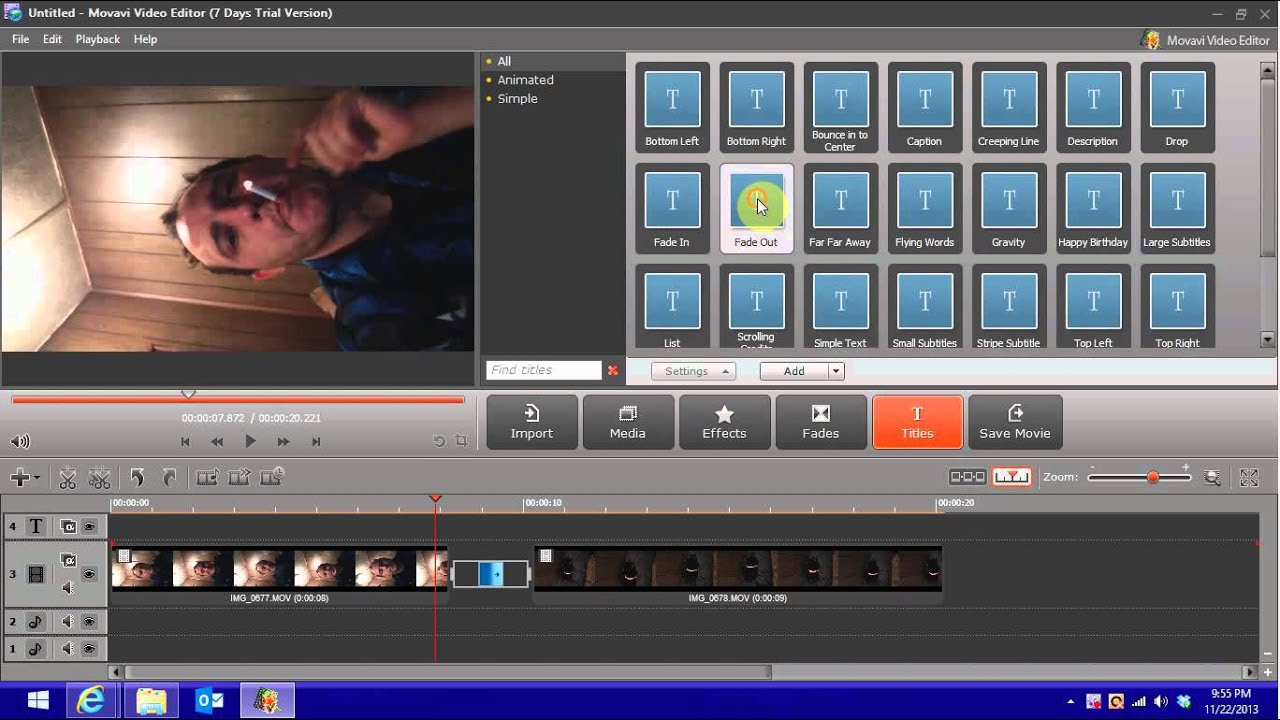 Untitled - Movavi Video Editor (7 Days Trial Version)
File Edit Playback Help
Movavi Video Editor
All
Animated
Simple
Bottom Left
Bottom Right
Bounce in to
Center
Caption
Creeping Line
Description
Drop
Fade In
Fade Out
Far Far Away
Flying Words
Gravity
Happy Birthday
Large Subtitles
List
Scrolling
Credits
Simple Text
Small Subtitles
Stripe Subtitle
Top Left
Top Right
Find titles
Settings
Add
00:00:07.872 / 00:00:20.221
Import
Media
Effects
Fades
Titles
Save Movie
Zoom:
00:00:00
00:00:10
00:00:20
4
3
IMG_0677.MOV (0:00:08)
IMG_0678.MOV (0:00:09)
2
1
9:55 PM
11/22/2013